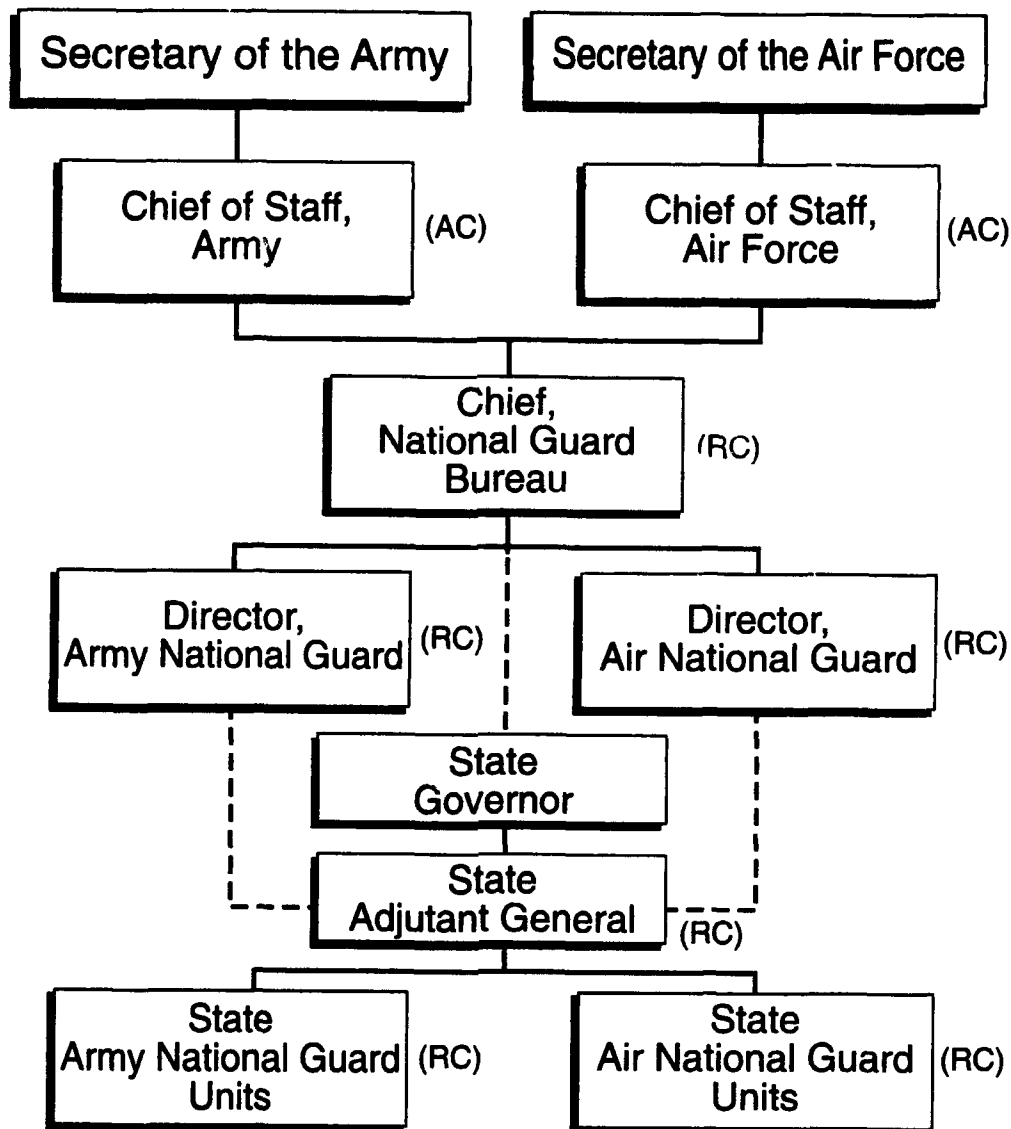 Secretary of the Army
Secretary of the Air Force
Chief of Staff,
Army
(AC)
Chief of Staff,
Air Force
(AC)
Chief,
National Guard
Bureau
(RC)
Director,
Army National Guard
(RC)
Director,
Air National Guard
(RC)
State
Governor
State
Adjutant General
(RC)
State
Army National Guard
Units
(RC)
State
Air National Guard
Units
(RC)